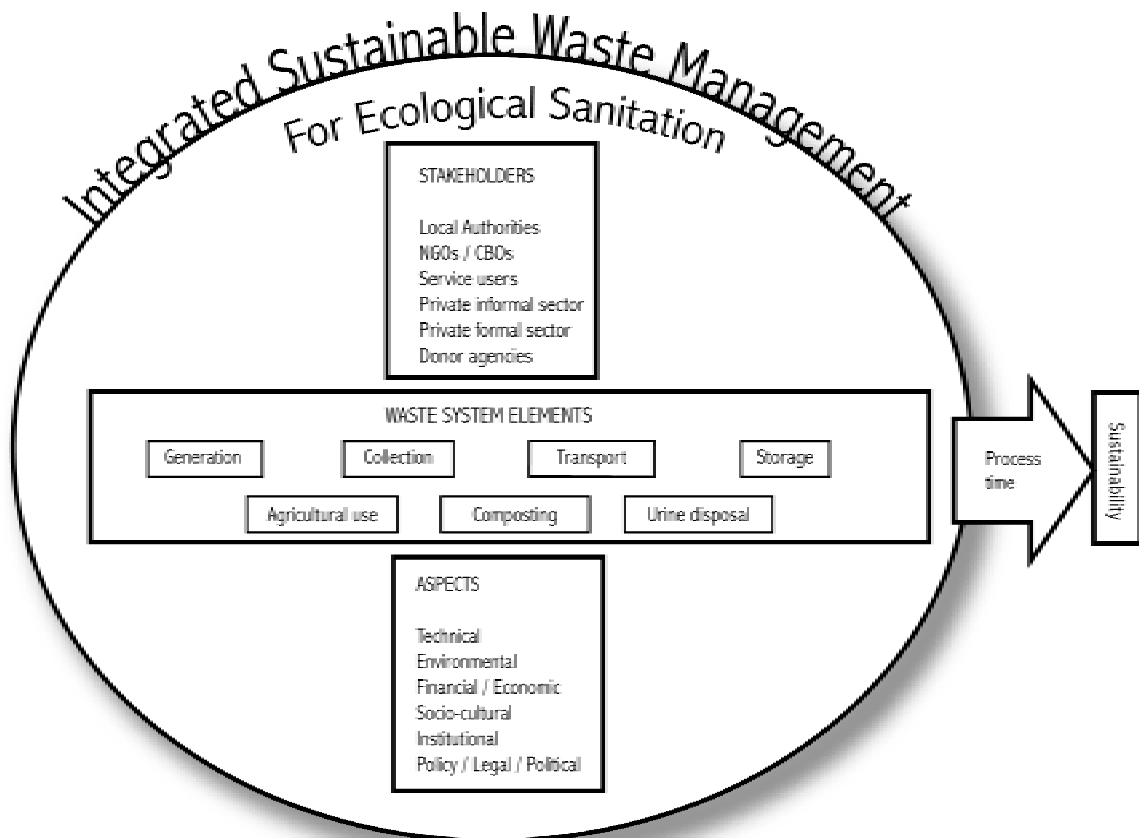 Integrated Sustainable Waste Management
For Ecological Sanitation
STAKEHOLDERS
Local Authorities
NGOs / CBOs
Service users
Private informal sector
Private formal sector
Donor agencies
WASTE SYSTEM ELEMENTS
Generation
Collection
Transport
Storage
Agricultural use
Composting
Urine disposal
Process
time
Sustainability
ASPECTS
Technical
Environmental
Financial / Economic
Socio-cultural
Institutional
Policy / Legal / Political